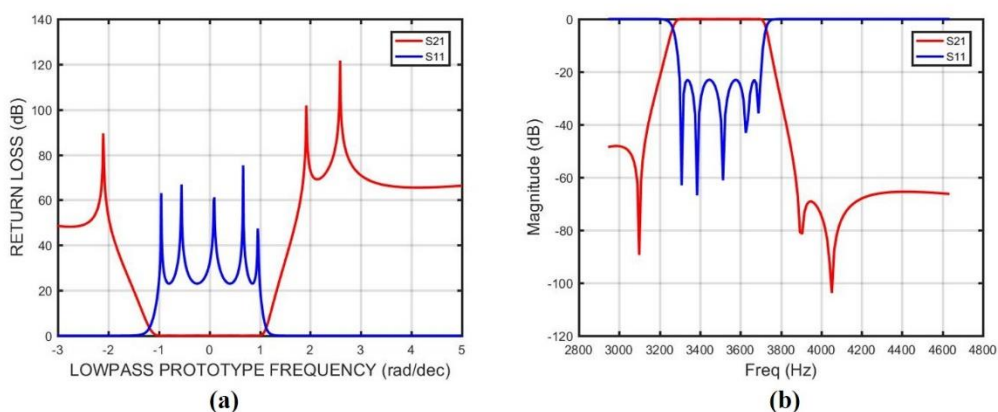 140
120
100
80
60
40
20
0
RETURN LOSS (dB)
S21
S11
-3 -2 -1 0 1 2 3 4 5
LOWPASS PROTOTYPE FREQUENCY (rad/dec)
(a)
0
-20
-40
-60
-80
-100
-120
Magnitude (dB)
S21
S11
2800 3000 3200 3400 3600 3800 4000 4200 4400 4600 4800
Freq (Hz)
(b)